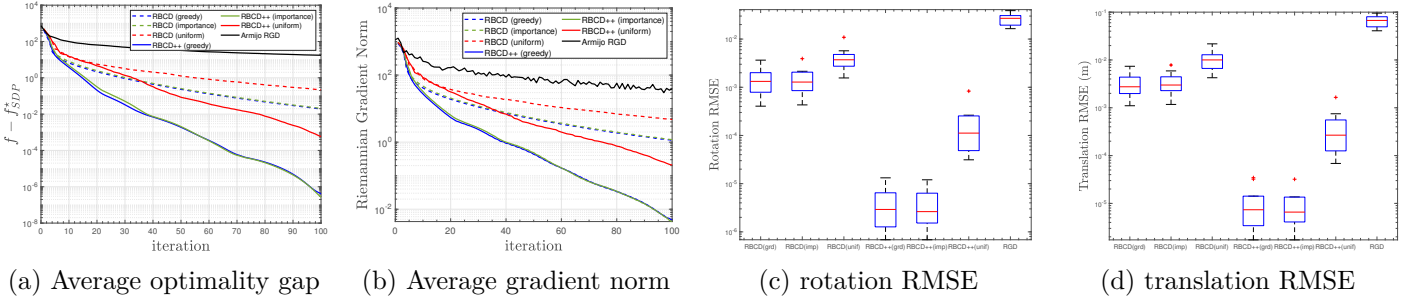 RBCD (greedy)
RBCD (importance)
RBCD (uniform)
RBCD++ (greedy)
RBCD++ (importance)
RBCD++ (uniform)
Armijo RGD
f − f*SDP
10^4
10^2
10^0
10^-2
10^-4
10^-6
10^-8
0 10 20 30 40 50 60 70 80 90 100
iteration
(a) Average optimality gap
RBCD (greedy)
RBCD (importance)
RBCD (uniform)
RBCD++ (greedy)
RBCD++ (importance)
RBCD++ (uniform)
Armijo RGD
Riemannian Gradient Norm
10^4
10^2
10^0
10^-2
10^-4
0 20 40 60 80 100
iteration
(b) Average gradient norm
Rotation RMSE
10^-2
10^-3
10^-4
10^-5
10^-6
RBCD(grd) RBCD(imp) RBCD(unif) RBCD++(grd) RBCD++(imp) RBCD++(unif) RGD
(c) rotation RMSE
Translation RMSE (m)
10^-1
10^-2
10^-3
10^-4
10^-5
RBCD(grd) RBCD(imp) RBCD(unif) RBCD++(grd) RBCD++(imp) RBCD++(unif) RGD
(d) translation RMSE